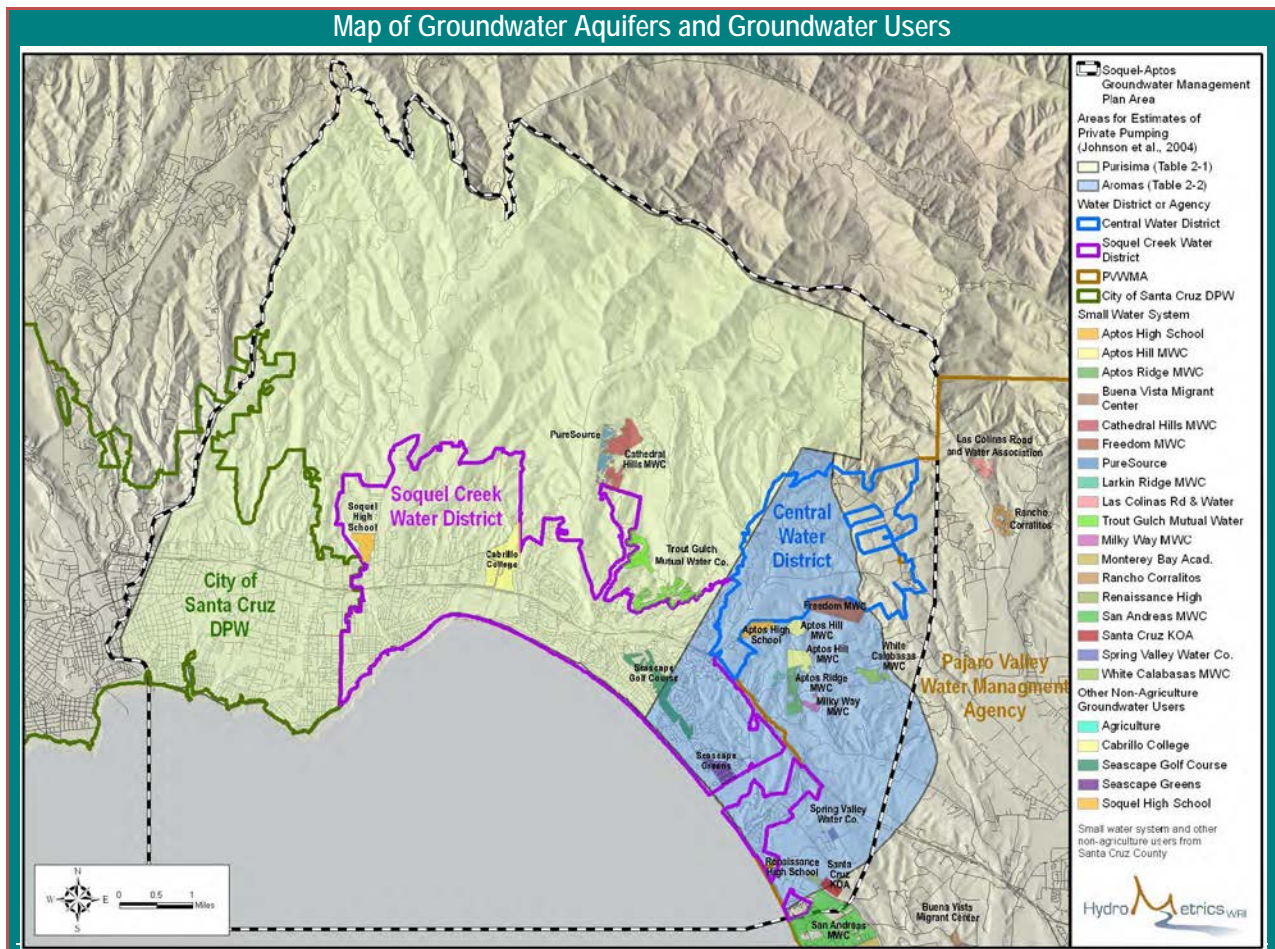 Map of Groundwater Aquifers and Groundwater Users
Soquel-Aptos
Groundwater Management
Plan Area
Areas for Estimates of
Private Pumping
(Johnson et al., 2004)
Purisima (Table 2-1)
Aromas (Table 2-2)
Water District or Agency
Central Water District
Soquel Creek Water
District
PVWMA
City of Santa Cruz DPW
Small Water System
Aptos High School
Aptos Hill MWC
Aptos Ridge MWC
Buena Vista Migrant
Center
Cathedral Hills MWC
Freedom MWC
PureSource
Larkin Ridge MWC
Las Colinas Rd & Water
Trout Gulch Mutual Water
Milky Way MWC
Monterey Bay Acad.
Rancho Corralitos
Renaissance High
San Andreas MWC
Santa Cruz KOA
Spring Valley Water Co.
White Calabasas MWC
Other Non-Agriculture
Groundwater Users
Agriculture
Cabrillo College
Seascape Golf Course
Seascape Greens
Soquel High School
Small water system and other
non-agriculture users from
Santa Cruz County
HydroMetrics WRI
PureSource
Cathedral
Hills MWC
Las Colinas Road
and Water Association
Rancho
Corralitos
Soquel Creek
Water District
Soquel
High
School
Cabrillo
College
Central
Water
District
Trout Gulch
Mutual Water Co.
City of
Santa Cruz
DPW
Freedom MWC
Aptos High
School
Aptos Hill
MWC
Aptos Hill
MWC
White
Calabasas
MWC
Seascape
Golf Course
Aptos Ridge
MWC
Milky Way
MWC
Pajaro Valley
Water Managment
Agency
Seascape
Greens
Spring Valley
Water Co.
Renaissance
High School
Santa
Cruz
KOA
Buena Vista
Migrant Center
San Andreas
MWC
N
W
E
S
0 0.5 1
Miles